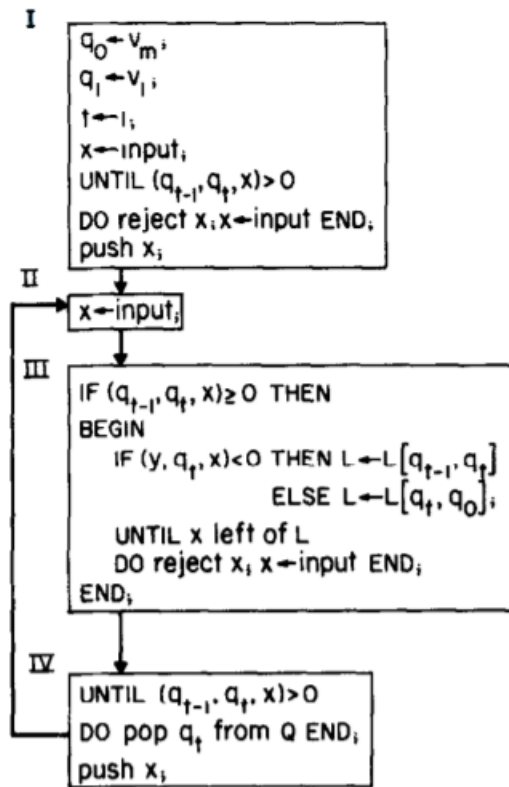 I
q₀←vₘ;
q₁←v₁;
t←1;
x←input;
UNTIL (qₜ₋₁, qₜ, x)>0
DO reject x; x←input END;
push x;
II
x←input;
III
IF (qₜ₋₁, qₜ, x)≥0 THEN
BEGIN
IF (y, qₜ, x)<0 THEN L←L[qₜ₋₁, qₜ]
ELSE L←L[qₜ, q₀];
UNTIL x left of L
DO reject x; x←input END;
END;
IV
UNTIL (qₜ₋₁, qₜ, x)>0
DO pop qₜ from Q END;
push x;